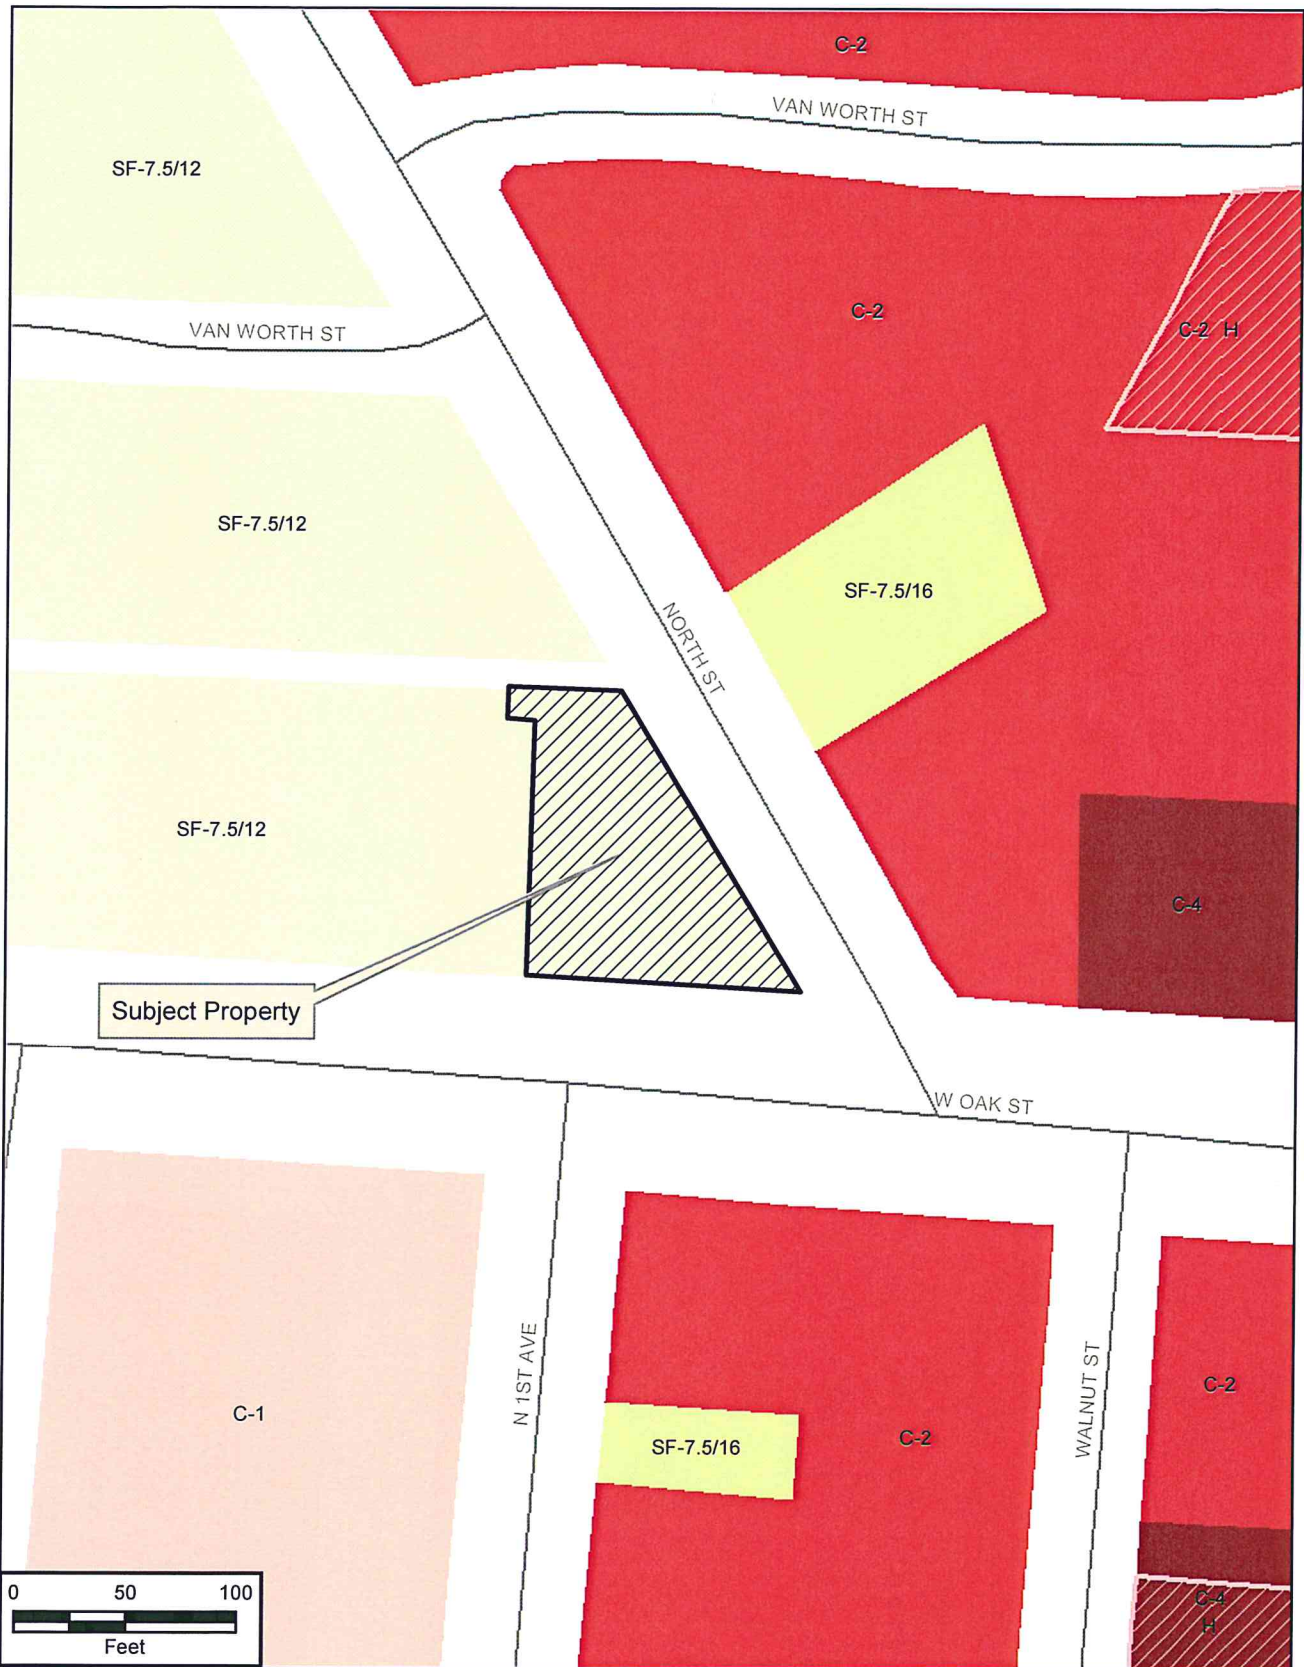 C-2
VAN WORTH ST
SF-7.5/12
C-2
C-2 H
VAN WORTH ST
SF-7.5/12
SF-7.5/16
NORTH ST
SF-7.5/12
C-4
Subject Property
W OAK ST
N 1ST AVE
WALNUT ST
C-2
C-1
C-2
SF-7.5/16
0 50 100
Feet
C-4
H